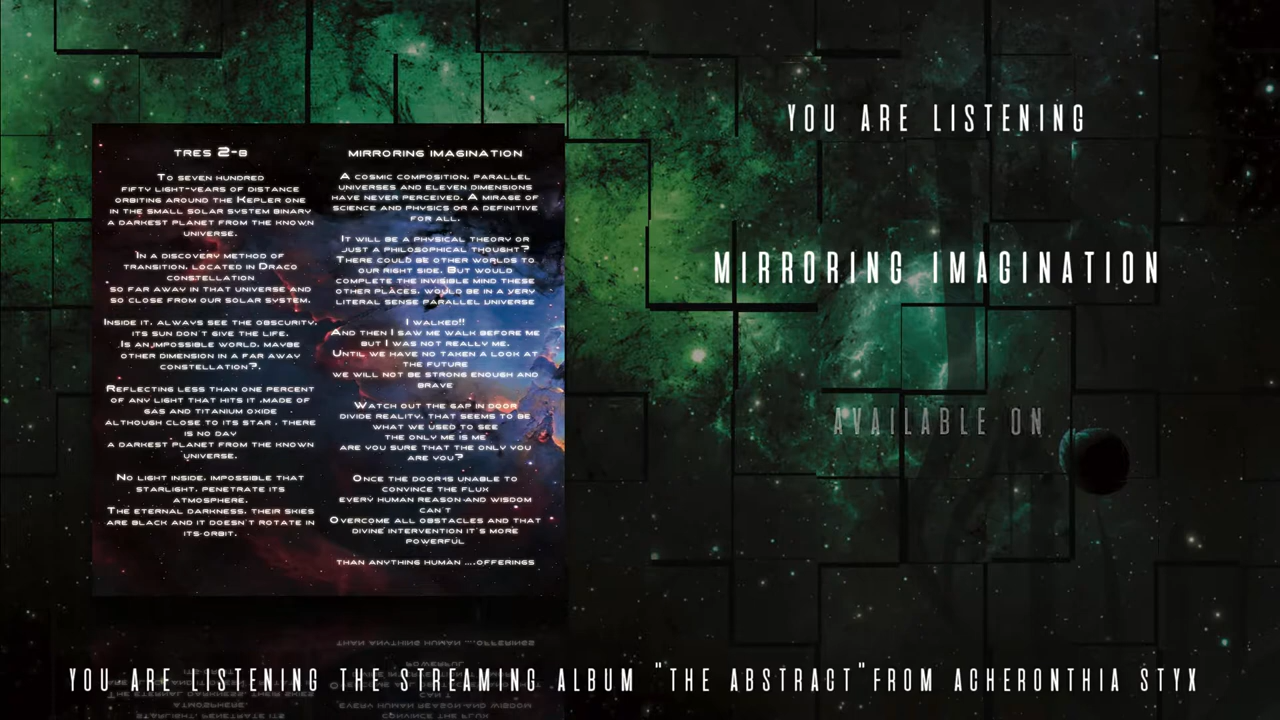 TRES 2-B
TO SEVEN HUNDRED
FIFTY LIGHT-YEARS OF DISTANCE
ORBITING AROUND THE KEPLER ONE
IN THE SMALL SOLAR SYSTEM BINARY
A DARKEST PLANET FROM THE KNOWN
UNIVERSE.
IN A DISCOVERY METHOD OF
TRANSITION, LOCATED IN DRACO
CONSTELLATION
SO FAR AWAY IN THAT UNIVERSE AND
SO CLOSE FROM OUR SOLAR SYSTEM.
INSIDE IT, ALWAYS SEE THE OBSCURITY,
ITS SUN DON'T GIVE THE LIFE.
IS AN IMPOSSIBLE WORLD, MAYBE
OTHER DIMENSION IN A FAR AWAY
CONSTELLATION?.
REFLECTING LESS THAN ONE PERCENT
OF ANY LIGHT THAT HITS IT ,MADE OF
GAS AND TITANIUM OXIDE
ALTHOUGH CLOSE TO ITS STAR , THERE
IS NO DAY
A DARKEST PLANET FROM THE KNOWN
UNIVERSE.
NO LIGHT INSIDE, IMPOSSIBLE THAT
STARLIGHT, PENETRATE ITS
ATMOSPHERE.
THE ETERNAL DARKNESS, THEIR SKIES
ARE BLACK AND IT DOESN'T ROTATE IN
ITS ORBIT.
MIRRORING IMAGINATION
A COSMIC COMPOSITION, PARALLEL
UNIVERSES AND ELEVEN DIMENSIONS
HAVE NEVER PERCEIVED. A MIRAGE OF
SCIENCE AND PHYSICS OR A DEFINITIVE
FOR ALL.
IT WILL BE A PHYSICAL THEORY OR
JUST A PHILOSOPHICAL THOUGHT?
THERE COULD BE OTHER WORLDS TO
OUR RIGHT SIDE. BUT WOULD
COMPLETE THE INVISIBLE MIND THESE
OTHER PLACES, WOULD BE IN A VERY
LITERAL SENSE PARALLEL UNIVERSE
I WALKED!!
AND THEN I SAW ME WALK BEFORE ME
BUT I WAS NOT REALLY ME.
UNTIL WE HAVE NO TAKEN A LOOK AT
THE FUTURE
WE WILL NOT BE STRONG ENOUGH AND
BRAVE
WATCH OUT THE GAP IN DOOR
DIVIDE REALITY, THAT SEEMS TO BE
WHAT WE USED TO SEE
THE ONLY ME IS ME
ARE YOU SURE THAT THE ONLY YOU
ARE YOU?
ONCE THE DOOR IS UNABLE TO
CONVINCE THE FLUX
EVERY HUMAN REASON AND WISDOM
CAN'T
OVERCOME ALL OBSTACLES AND THAT
DIVINE INTERVENTION IT'S MORE
POWERFUL
THAN ANYTHING HUMAN ....OFFERINGS
YOU ARE LISTENING
MIRRORING IMAGINATION
AVAILABLE ON
YOU ARE LISTENING THE STREAMING ALBUM "THE ABSTRACT"FROM ACHERONTHIA STYX